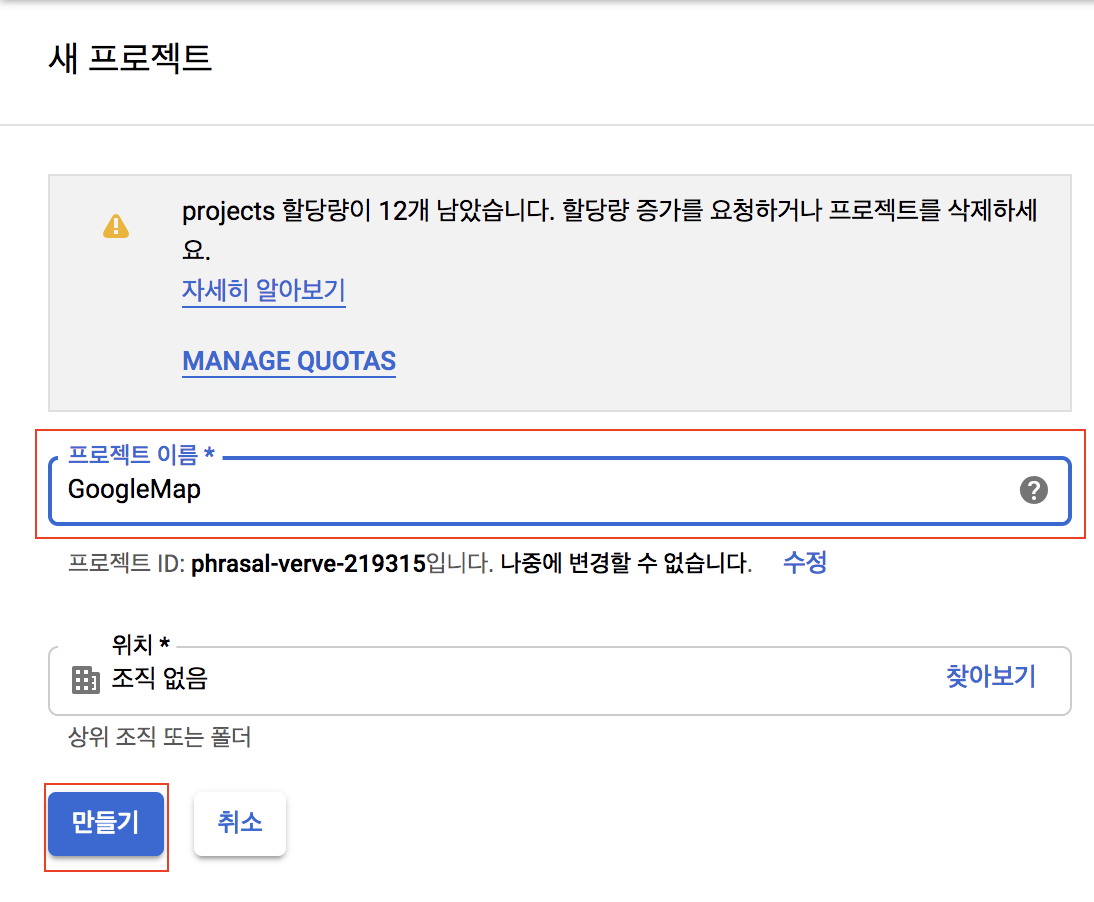 새 프로젝트
projects 할당량이 12개 남았습니다. 할당량 증가를 요청하거나 프로젝트를 삭제하세
요.
자세히 알아보기
MANAGE QUOTAS
프로젝트 이름 *
GoogleMap
프로젝트 ID: phrasal-verve-219315입니다. 나중에 변경할 수 없습니다. 수정
위치 *
조직 없음 찾아보기
상위 조직 또는 폴더
만들기 취소